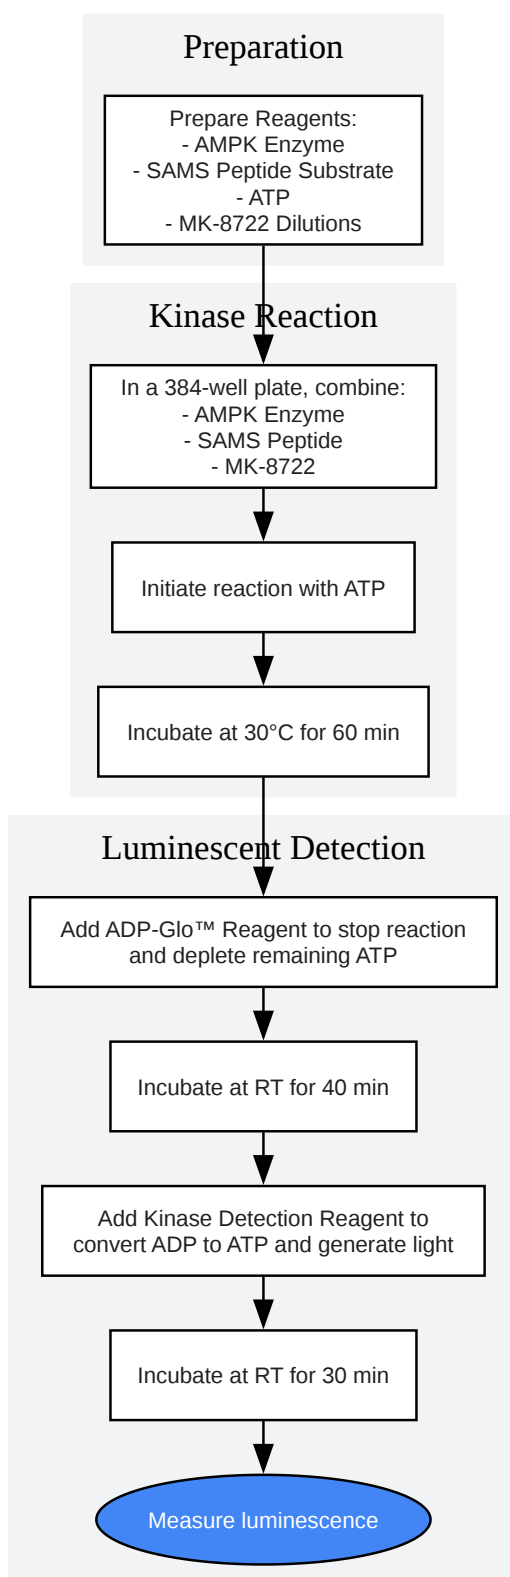 Preparation
Prepare Reagents:
- AMPK Enzyme
- SAMS Peptide Substrate
- ATP
- MK-8722 Dilutions
Kinase Reaction
In a 384-well plate, combine:
- AMPK Enzyme
- SAMS Peptide
- MK-8722
Initiate reaction with ATP
Incubate at 30°C for 60 min
Luminescent Detection
Add ADP-Glo™ Reagent to stop reaction
and deplete remaining ATP
Incubate at RT for 40 min
Add Kinase Detection Reagent to
convert ADP to ATP and generate light
Incubate at RT for 30 min
Measure luminescence